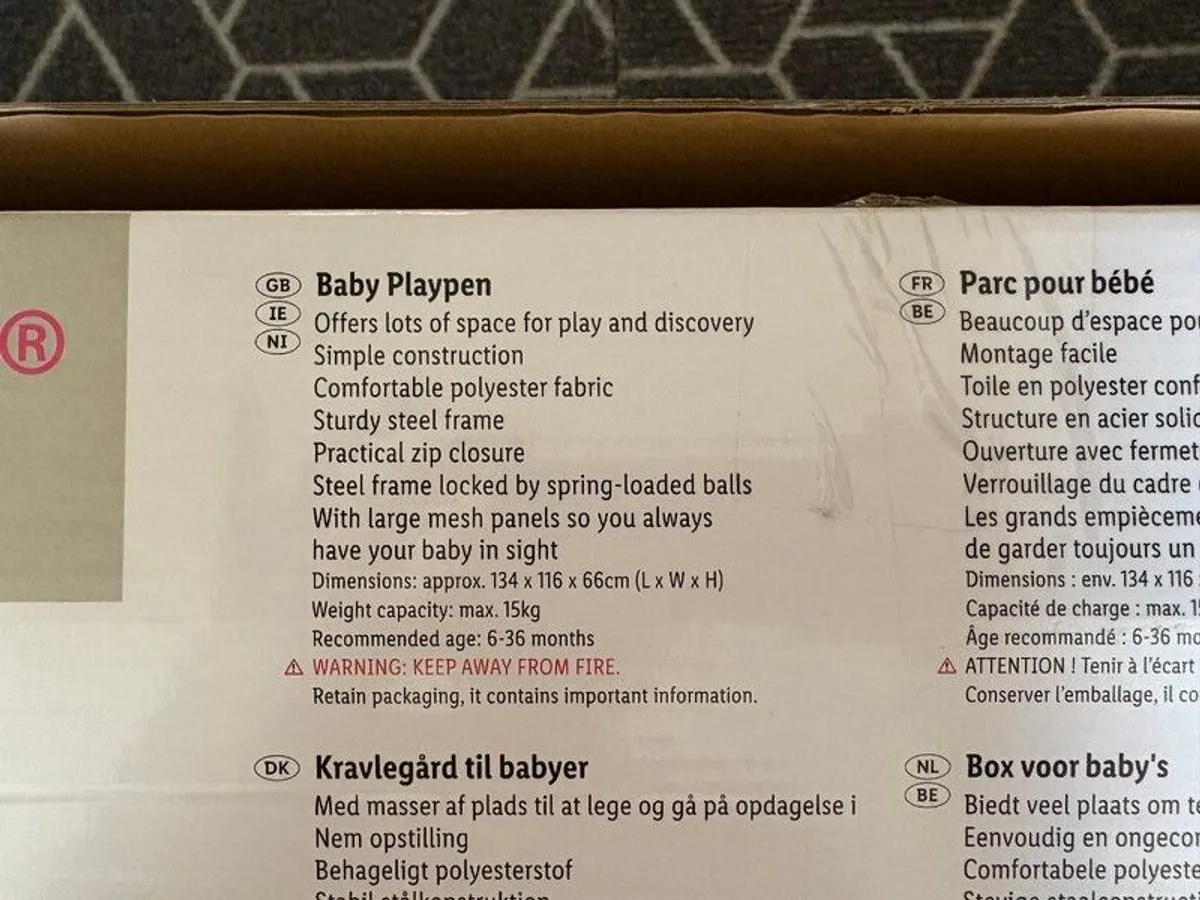 ®
GB
IE
NI
Baby Playpen
Offers lots of space for play and discovery
Simple construction
Comfortable polyester fabric
Sturdy steel frame
Practical zip closure
Steel frame locked by spring-loaded balls
With large mesh panels so you always
have your baby in sight
Dimensions: approx. 134 x 116 x 66cm (L x W x H)
Weight capacity: max. 15kg
Recommended age: 6-36 months
⚠ WARNING: KEEP AWAY FROM FIRE.
Retain packaging, it contains important information.
FR
BE
Parc pour bébé
Beaucoup d'espace
Montage facile
Toile en polyester
Structure en acier
Ouverture avec
Verrouillage du cadre
Les grands
de garder toujours un
Dimensions : env. 134 x 116
Capacité de charge : max.
Âge recommandé : 6-36
⚠ ATTENTION ! Tenir à l'écart
Conserver l'emballage, il
DK
Kravlegård til babyer
Med masser af plads til at lege og gå på opdagelse i
Nem opstilling
Behageligt polyesterstof
NL
BE
Box voor baby's
Biedt veel plaats om
Eenvoudig en
Comfortabele